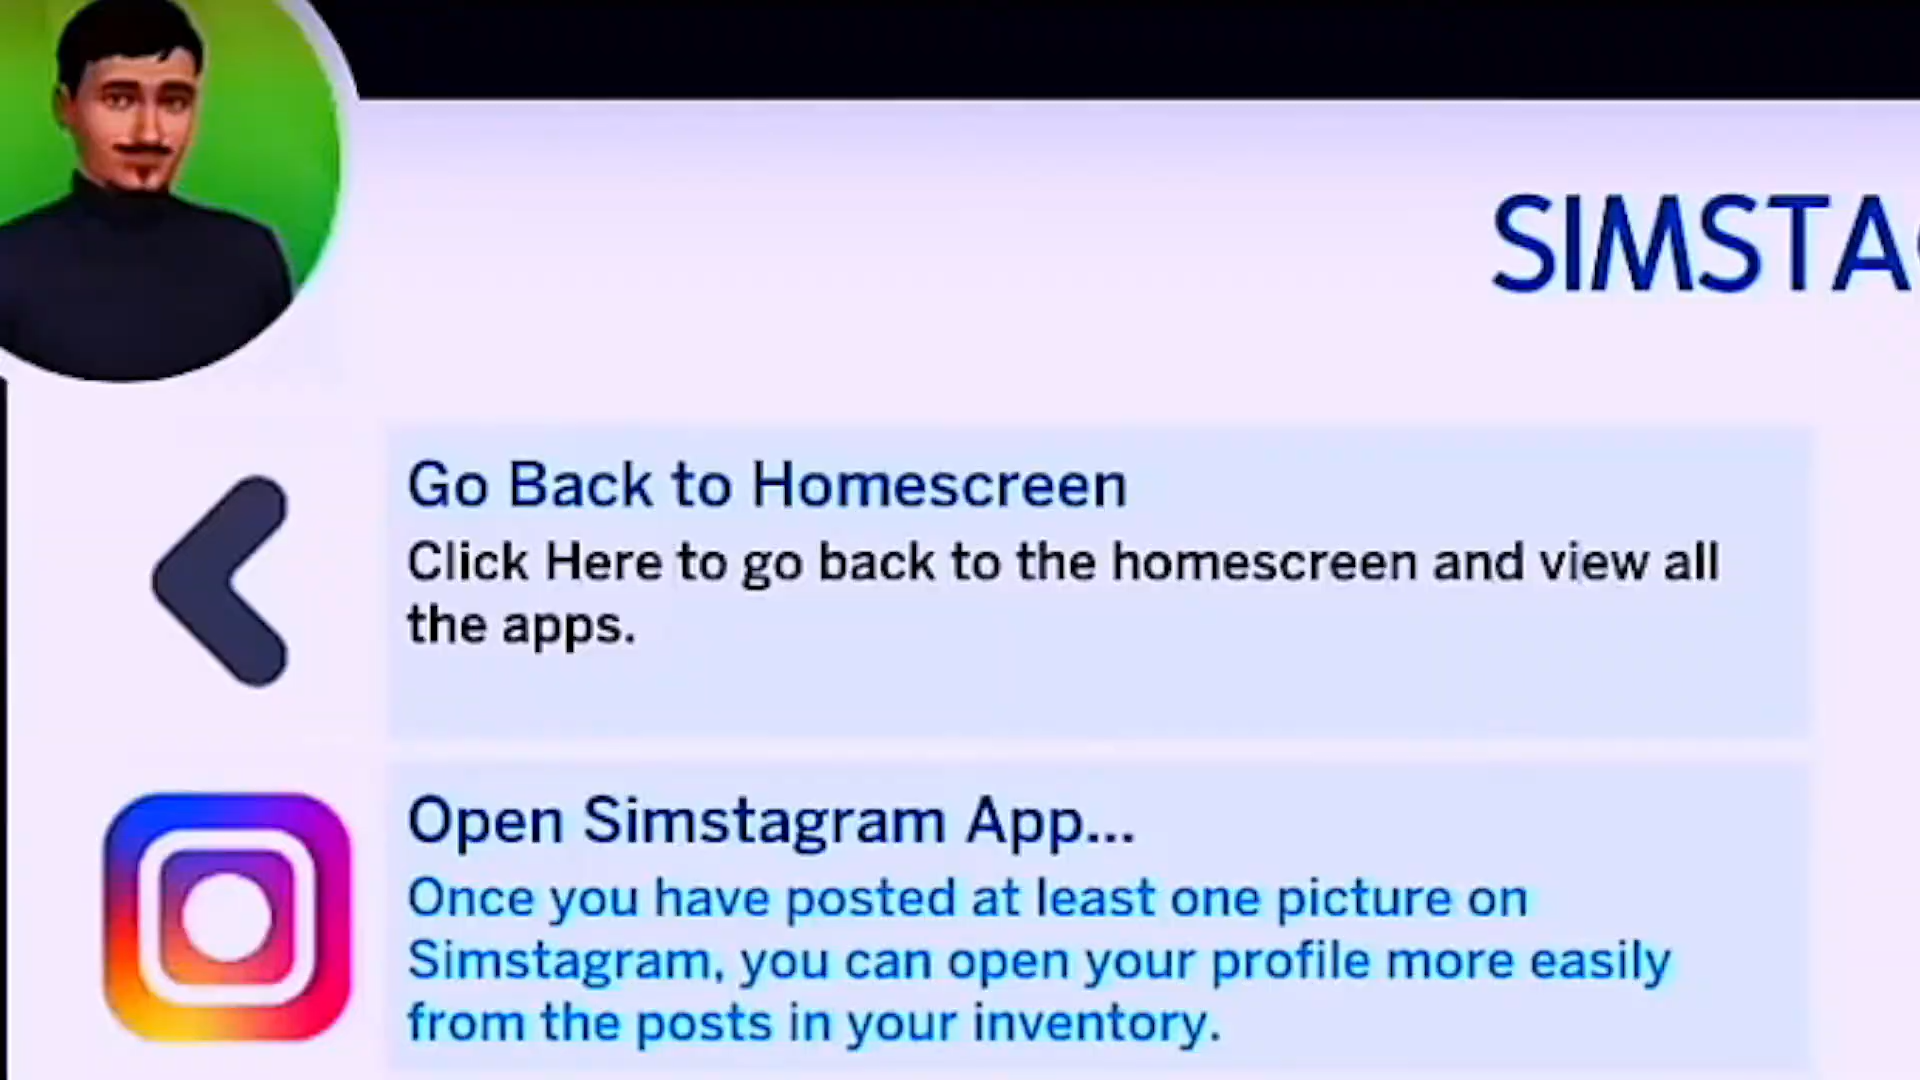 SIMSTA
Go Back to Homescreen
Click Here to go back to the homescreen and view all
the apps.
Open Simstagram App...
Once you have posted at least one picture on
Simstagram, you can open your profile more easily
from the posts in your inventory.